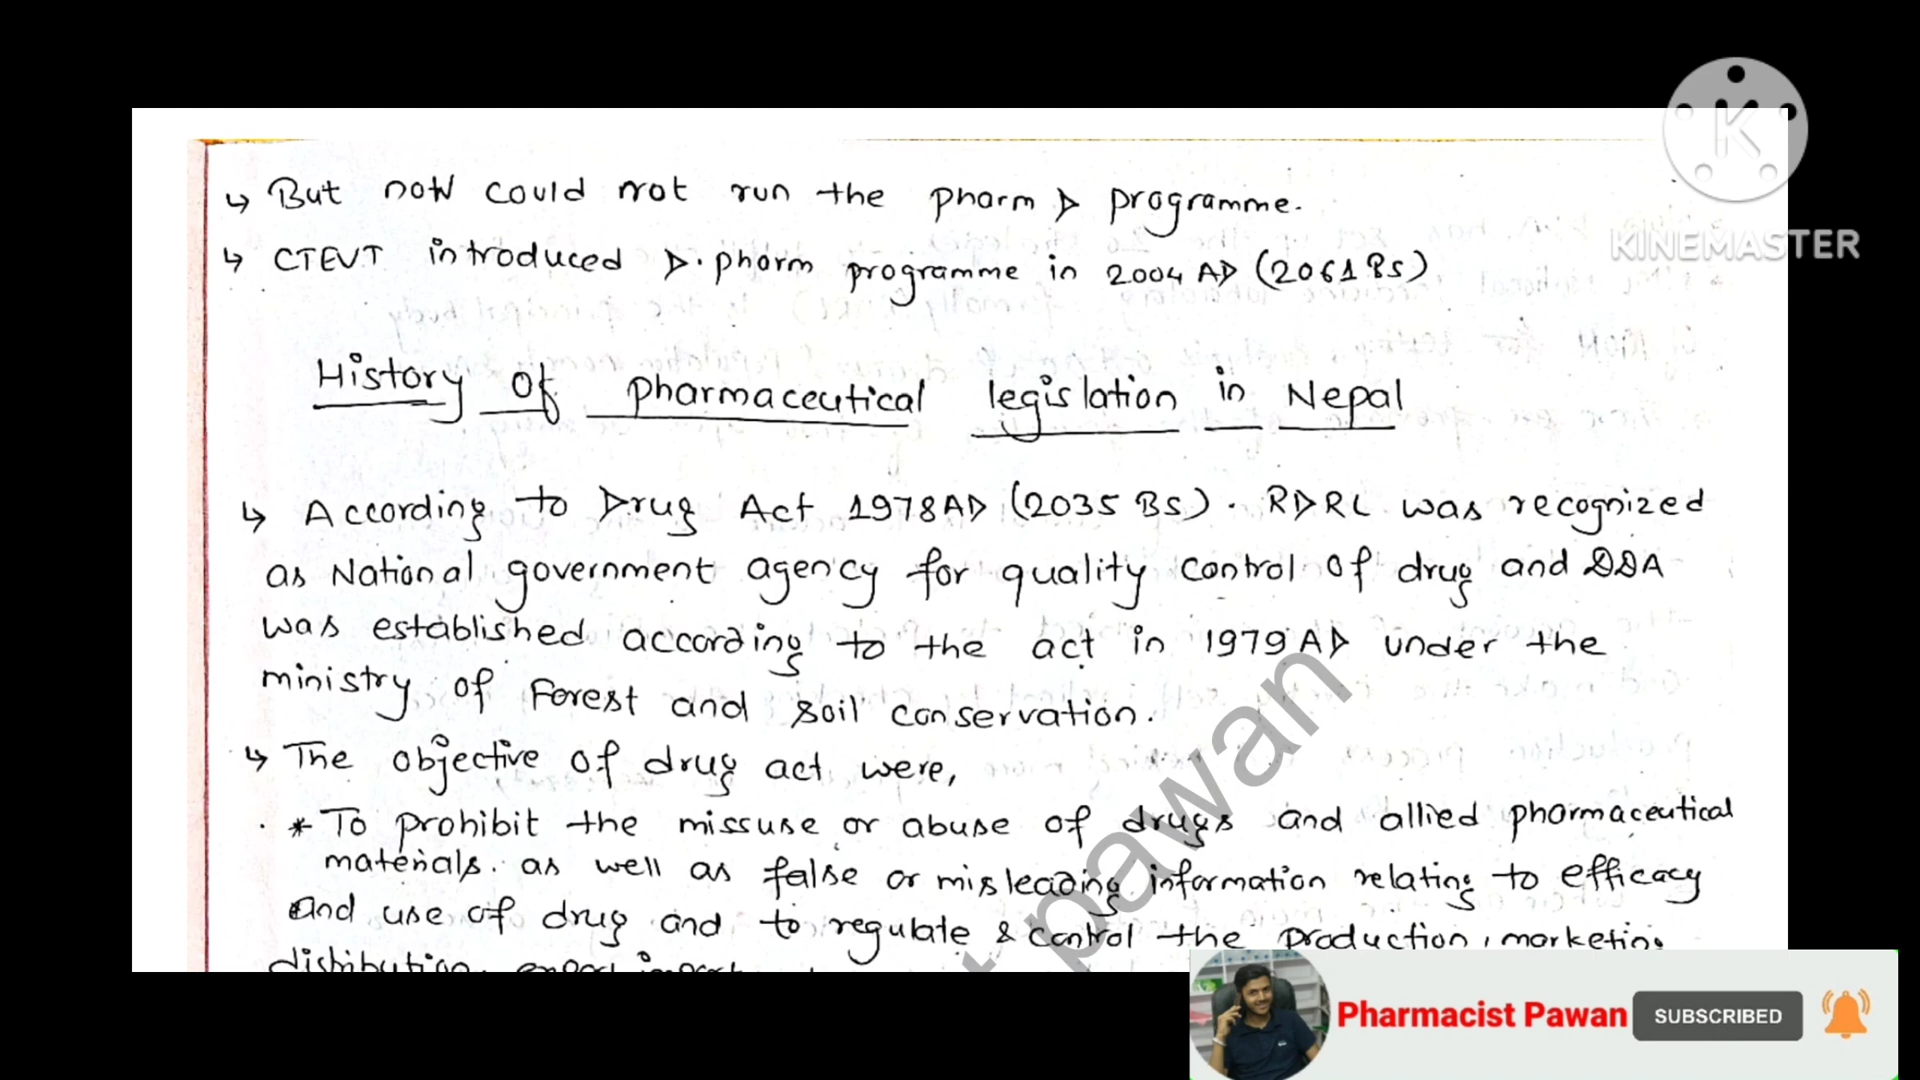 ↳ But now could not run the pharm D programme.
↳ CTEVT introduced D.pharm programme in 2004 AD (2061 BS)
History Of pharmaceutical legislation in Nepal
↳ According to Drug Act 1978AD (2035 BS). RDRL was recognized
as National government agency for quality control of drug and DDA
was established according to the act in 1979 AD under the
ministry of Forest and soil conservation.
↳ The objective of drug act were,
* To prohibit the missuse or abuse of drugs and allied pharmaceutical
materials. as well as false or misleading information relating to efficacy
and use of drug and to regulate & control the production, marketing
distribution, export import
pawan
KINEMASTER
Pharmacist Pawan SUBSCRIBED